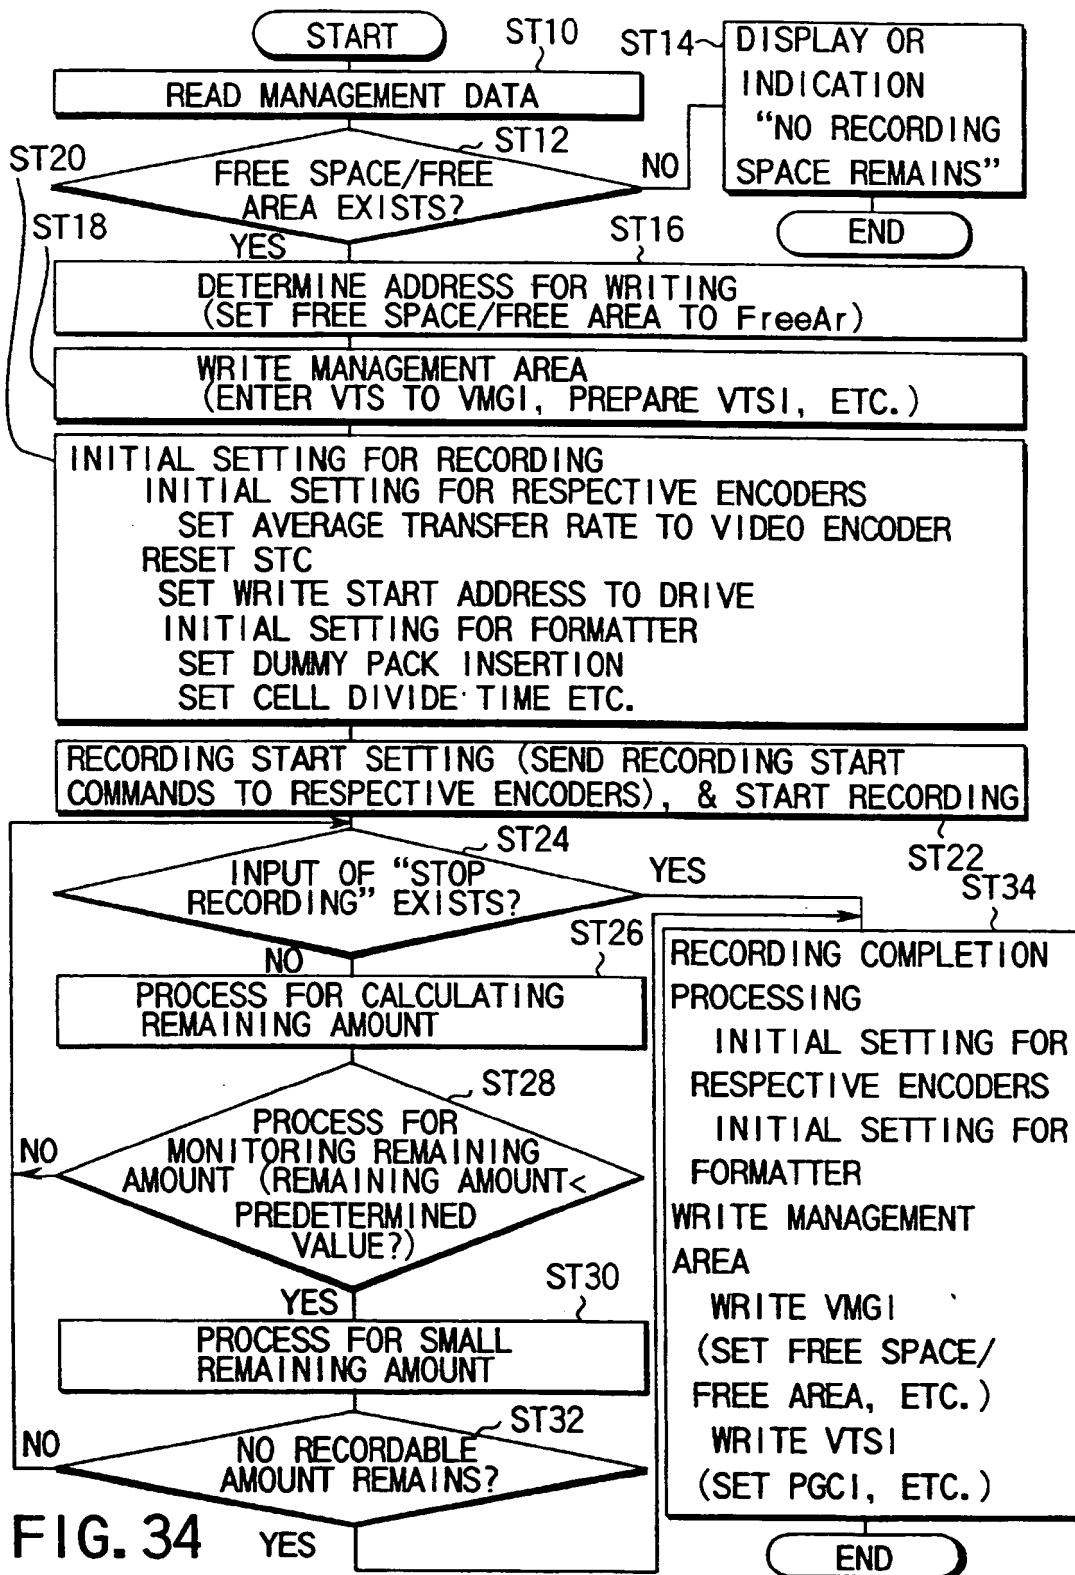 START
ST10
READ MANAGEMENT DATA
ST14
DISPLAY OR
INDICATION
“NO RECORDING
SPACE REMAINS”
END
ST12
FREE SPACE/FREE
AREA EXISTS?
NO
YES
ST20
ST18
ST16
DETERMINE ADDRESS FOR WRITING
(SET FREE SPACE/FREE AREA TO FreeAr)
WRITE MANAGEMENT AREA
(ENTER VTS TO VMGI, PREPARE VTSI, ETC.)
INITIAL SETTING FOR RECORDING
INITIAL SETTING FOR RESPECTIVE ENCODERS
SET AVERAGE TRANSFER RATE TO VIDEO ENCODER
RESET STC
SET WRITE START ADDRESS TO DRIVE
INITIAL SETTING FOR FORMATTER
SET DUMMY PACK INSERTION
SET CELL DIVIDE TIME ETC.
RECORDING START SETTING (SEND RECORDING START
COMMANDS TO RESPECTIVE ENCODERS), & START RECORDING
ST22
ST24
INPUT OF “STOP
RECORDING” EXISTS?
YES
NO
ST26
PROCESS FOR CALCULATING
REMAINING AMOUNT
ST28
PROCESS FOR
MONITORING REMAINING
AMOUNT (REMAINING AMOUNT<
PREDETERMINED
VALUE?)
NO
YES
ST30
PROCESS FOR SMALL
REMAINING AMOUNT
ST32
NO RECORDABLE
AMOUNT REMAINS?
NO
YES
ST34
RECORDING COMPLETION
PROCESSING
INITIAL SETTING FOR
RESPECTIVE ENCODERS
INITIAL SETTING FOR
FORMATTER
WRITE MANAGEMENT
AREA
WRITE VMGI
(SET FREE SPACE/
FREE AREA, ETC.)
WRITE VTSI
(SET PGCI, ETC.)
END
FIG. 34